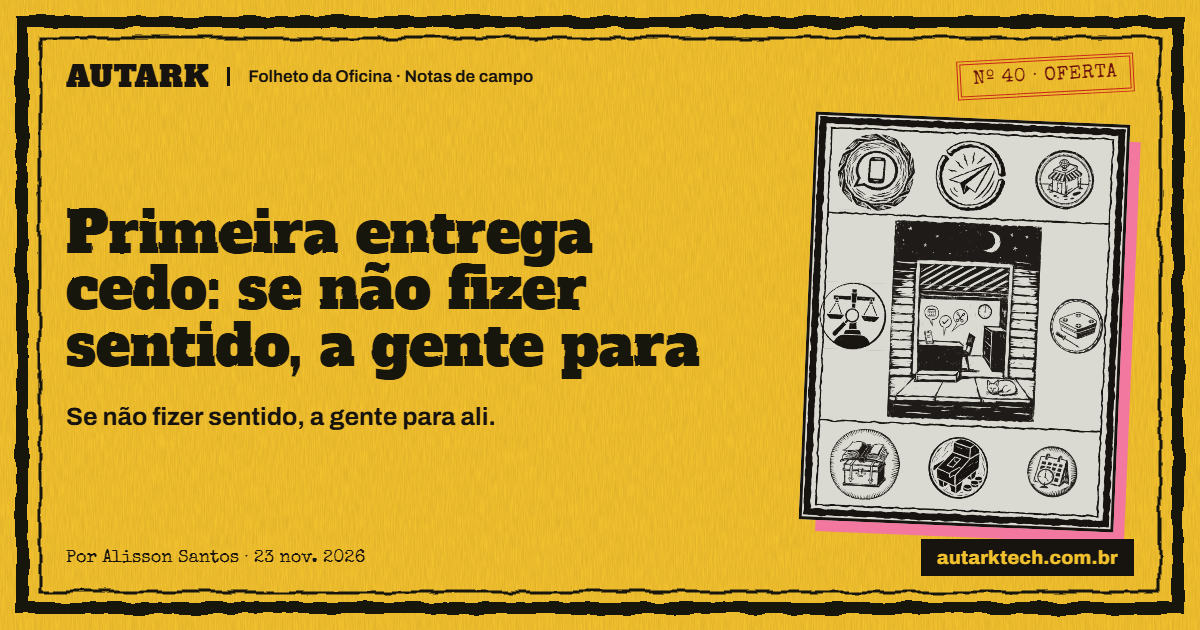 AUTARK
Folheto da Oficina · Notas de campo
Nº 40 · OFERTA
Primeira entrega
cedo: se não fizer
sentido, a gente para
Se não fizer sentido, a gente para ali.
Por Alisson Santos · 23 nov. 2026
autarktech.com.br